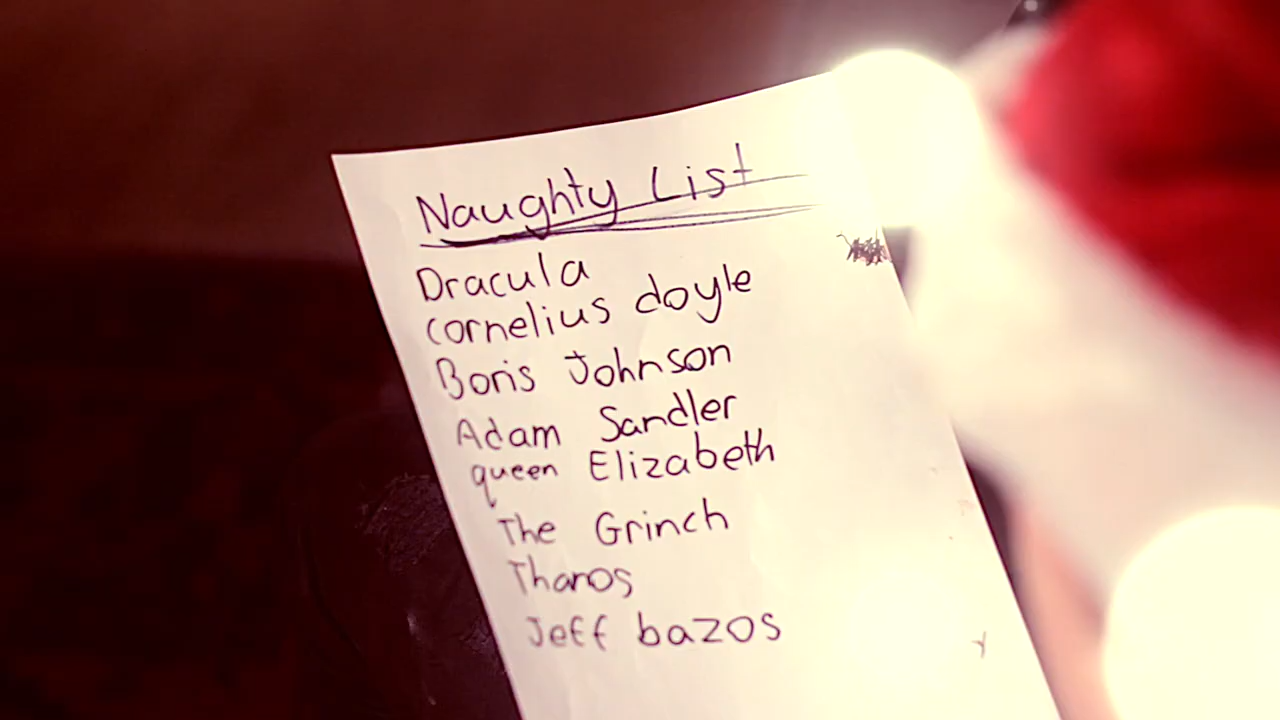 Naughty List
Dracula
cornelius doyle
Boris Johnson
Adam Sandler
queen Elizabeth
The Grinch
Thanos
Jeff bazos